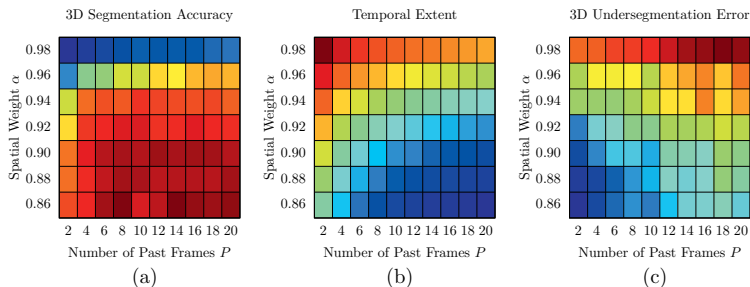 3D Segmentation Accuracy
Temporal Extent
3D Undersegmentation Error
Spatial Weight α
0.98
0.96
0.94
0.92
0.90
0.88
0.86
2 4 6 8 10 12 14 16 18 20
Number of Past Frames P
(a)
Spatial Weight α
0.98
0.96
0.94
0.92
0.90
0.88
0.86
2 4 6 8 10 12 14 16 18 20
Number of Past Frames P
(b)
Spatial Weight α
0.98
0.96
0.94
0.92
0.90
0.88
0.86
2 4 6 8 10 12 14 16 18 20
Number of Past Frames P
(c)